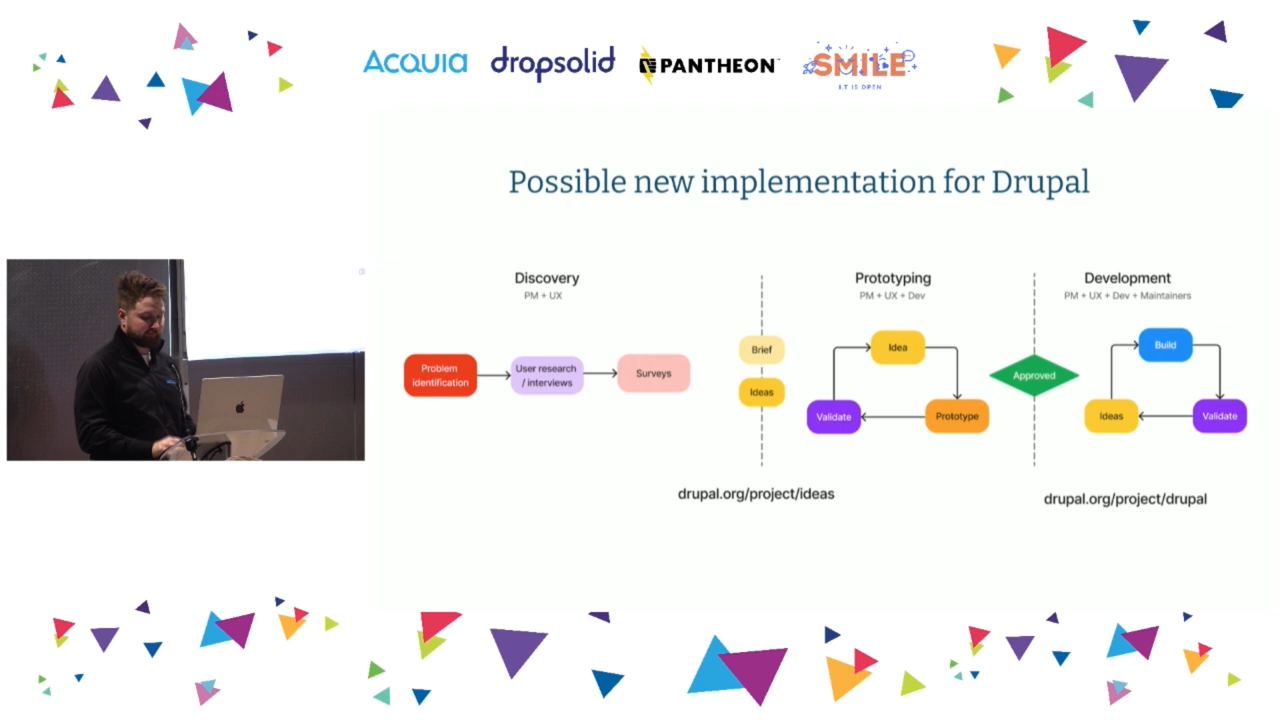 ACQUIA
dropsolid
PANTHEON
SMILE
I.T IS OPEN
Possible new implementation for Drupal
Discovery
PM + UX
Problem
identification
User research
/ interviews
Surveys
Brief
Ideas
Prototyping
PM + UX + Dev
Idea
Validate
Prototype
Approved
Development
PM + UX + Dev + Maintainers
Build
Ideas
Validate
drupal.org/project/ideas
drupal.org/project/drupal